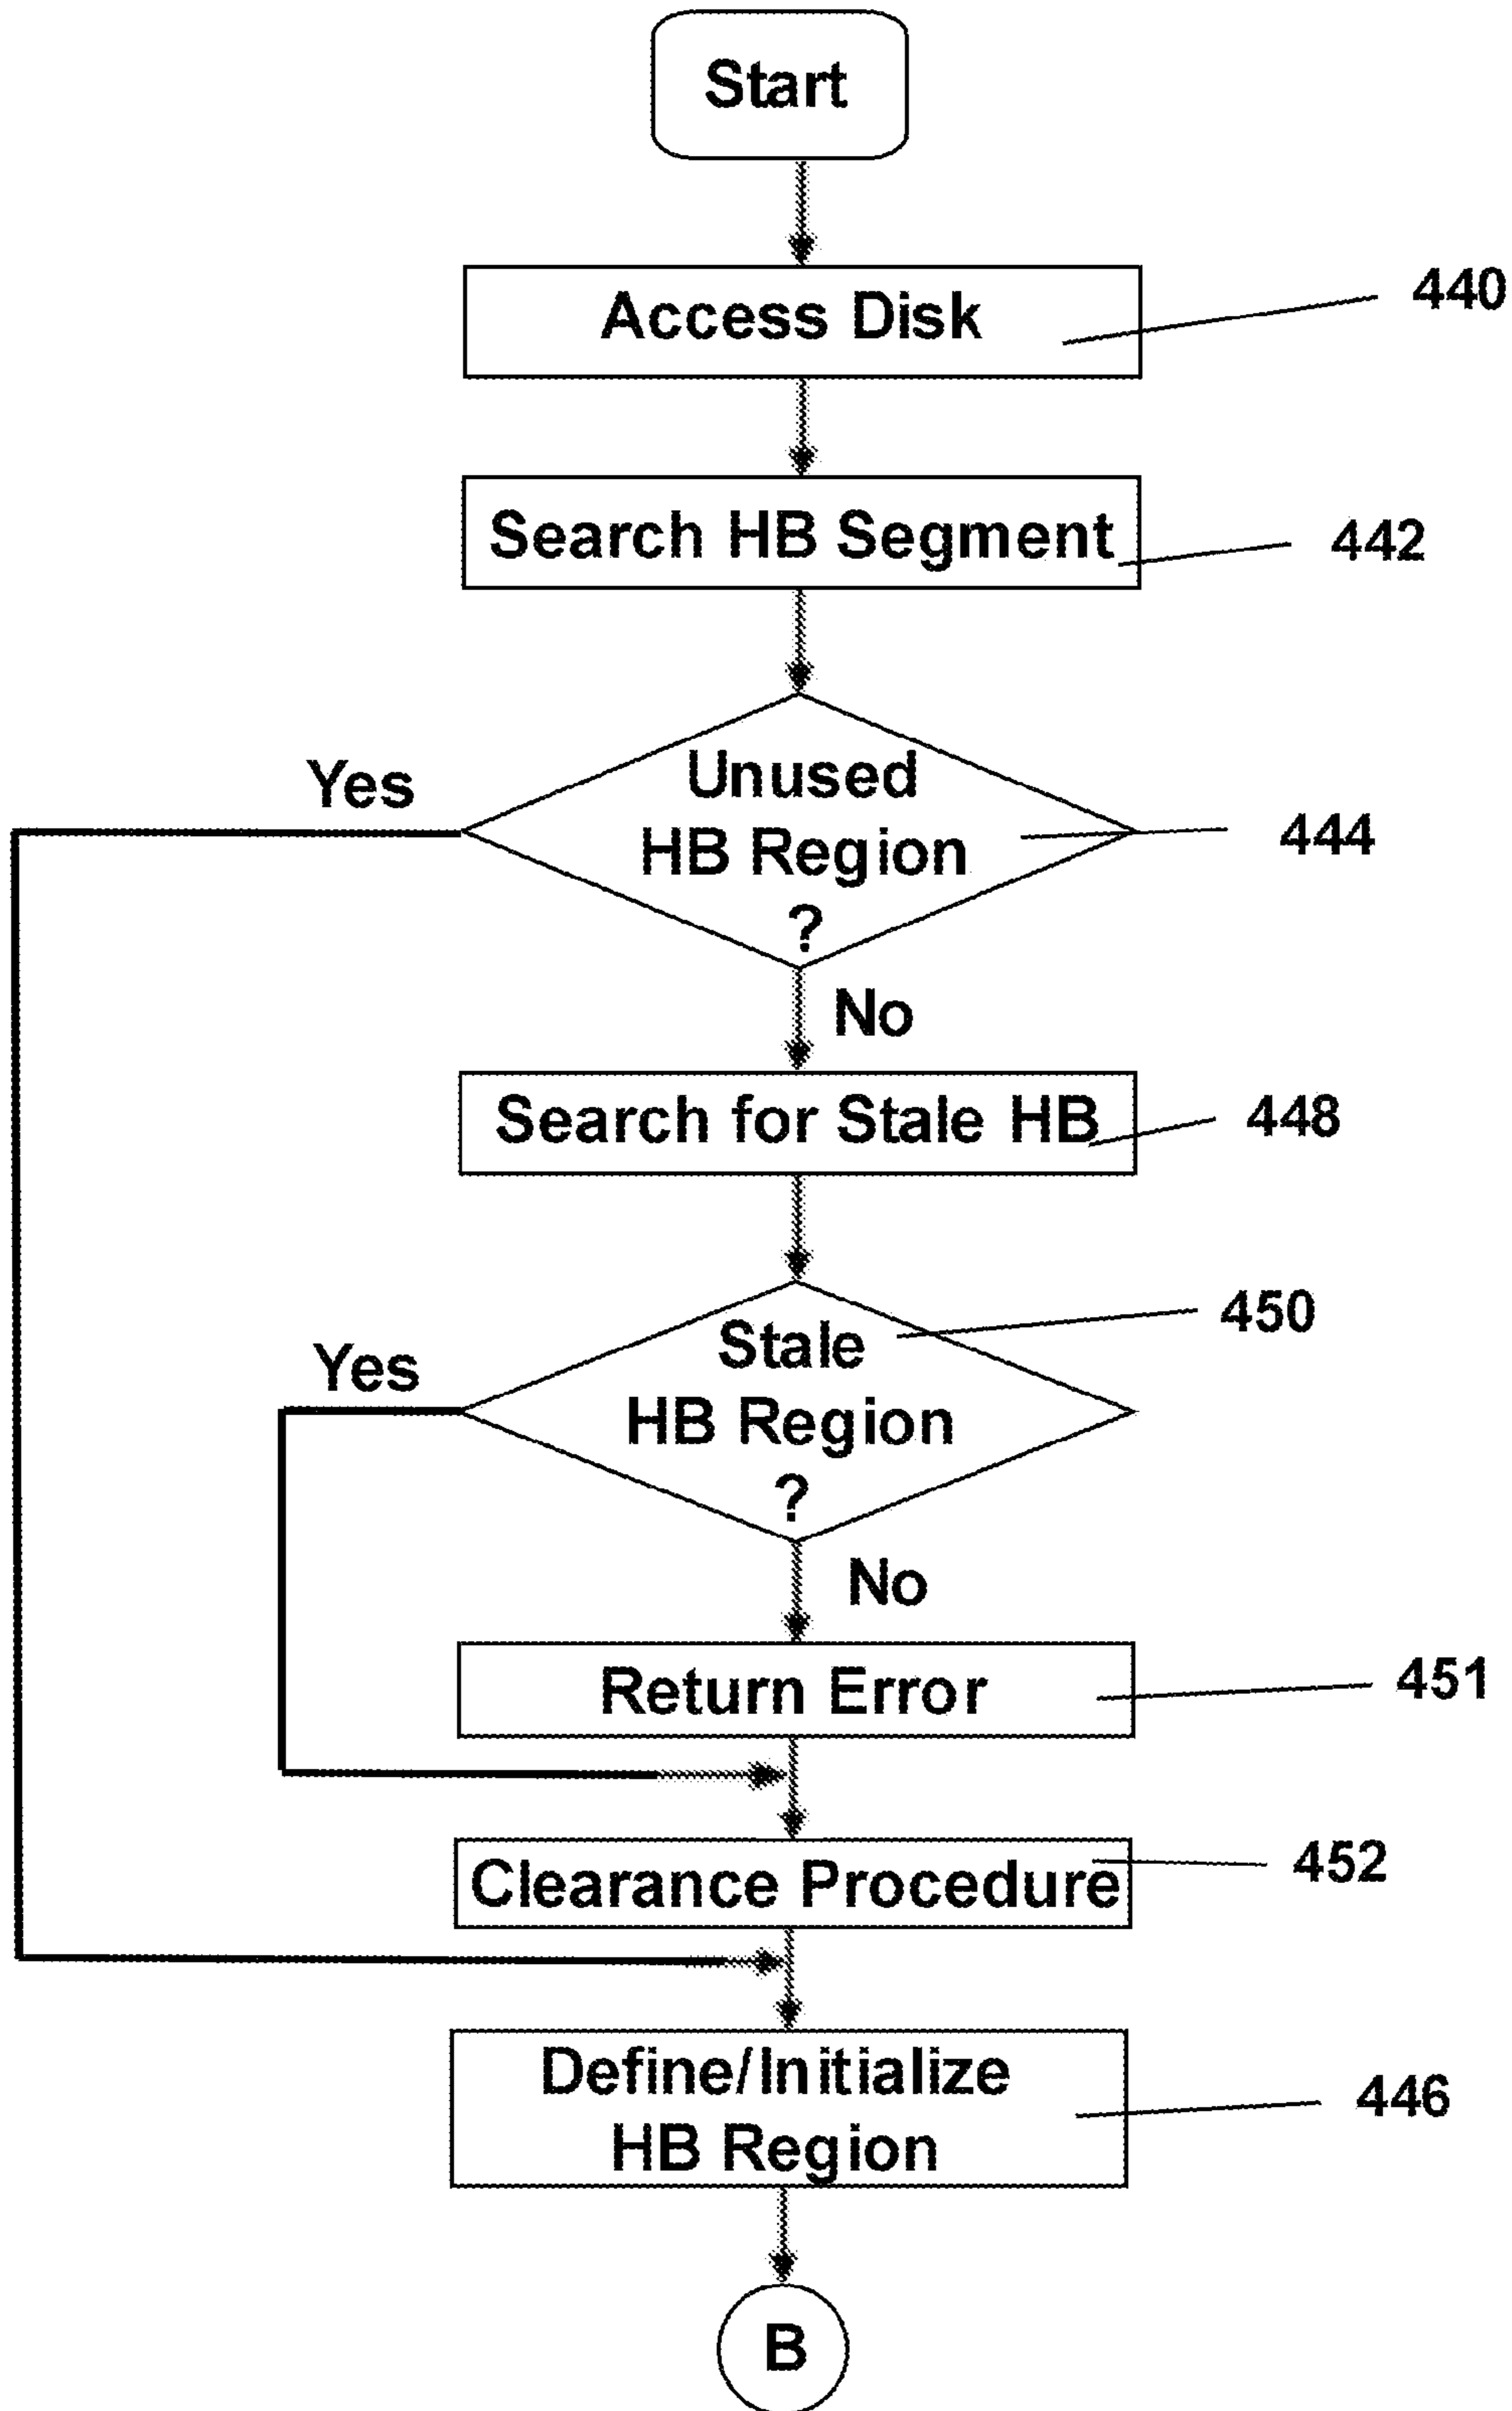 Start
Access Disk
440
Search HB Segment
442
Yes
Unused
HB Region
?
444
No
Search for Stale HB
448
450
Yes
Stale
HB Region
?
No
Return Error
451
Clearance Procedure
452
Define/Initialize
HB Region
446
B